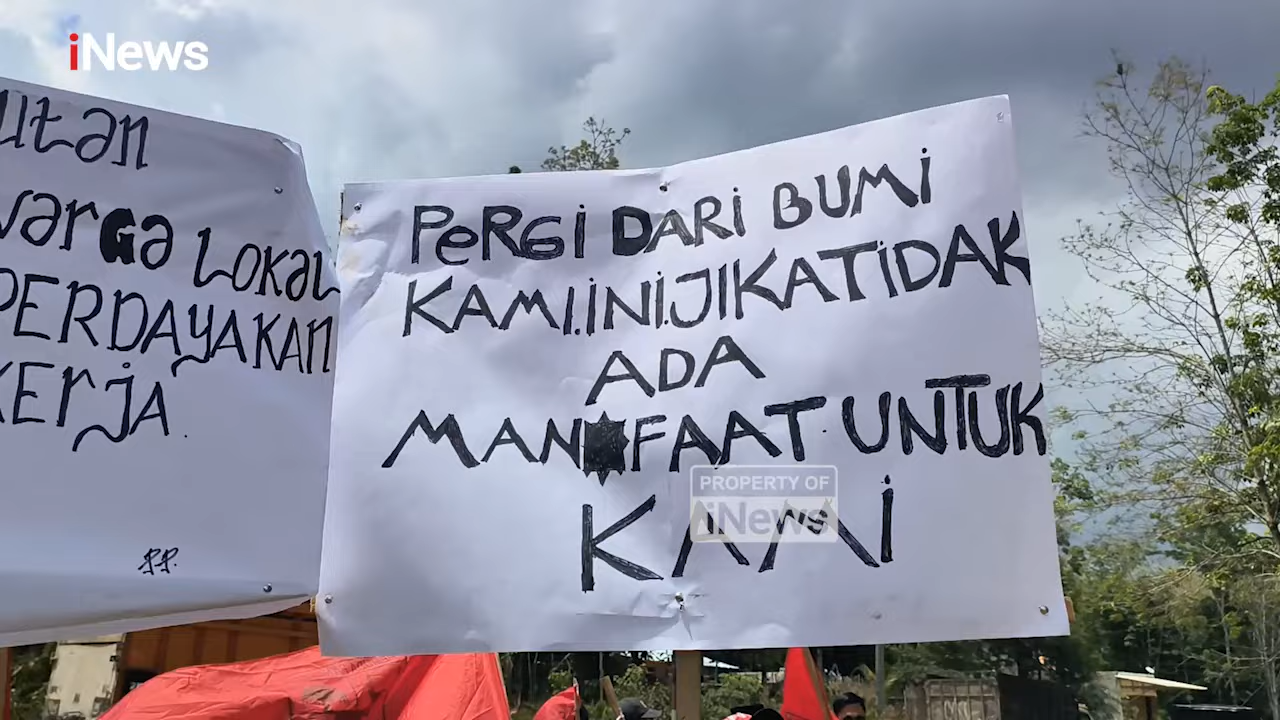 iNews
utan
warGa LOKAL
PERDAYAKAN
KERJA.
PP.
PERGI DARI BUMI
KAMI.INI.JIKA TIDAK
ADA
MANFAAT UNTUK
KAMI
PROPERTY OF
iNews